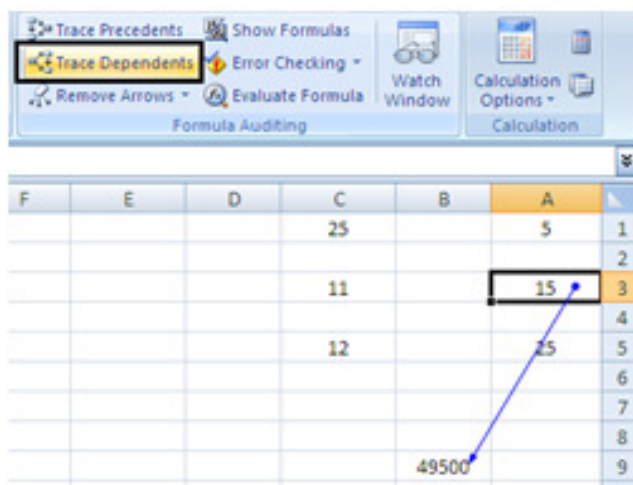 Trace Precedents Show Formulas
Trace Dependents Error Checking
Remove Arrows Evaluate Formula
Watch Window
Calculation Options
Formula Auditing Calculation
F E D C B A
25 5 1
2
11 15 3
4
12 25 5
6
7
8
49500 9